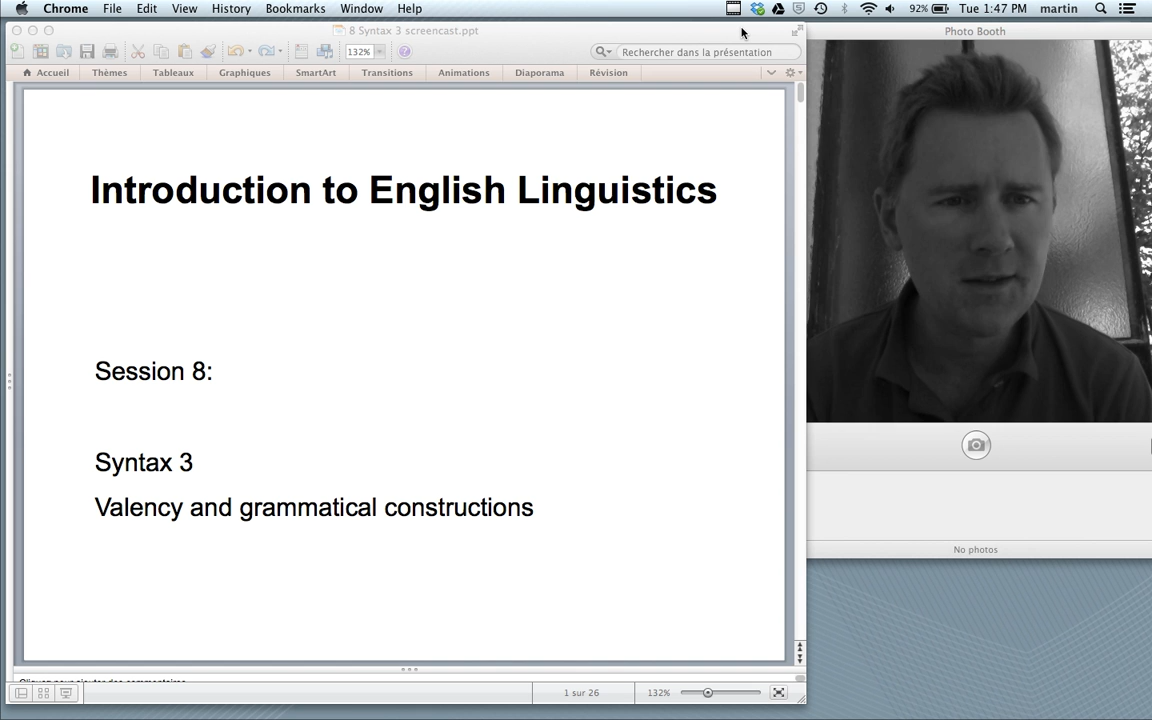 Chrome File Edit View History Bookmarks Window Help 92% Tue 1:47 PM martin
8 Syntax 3 screencast.ppt
Photo Booth
132% Rechercher dans la présentation
Accueil Thèmes Tableaux Graphiques SmartArt Transitions Animations Diaporama Révision
Introduction to English Linguistics
Session 8:
Syntax 3
Valency and grammatical constructions
No photos
1 sur 26 132%